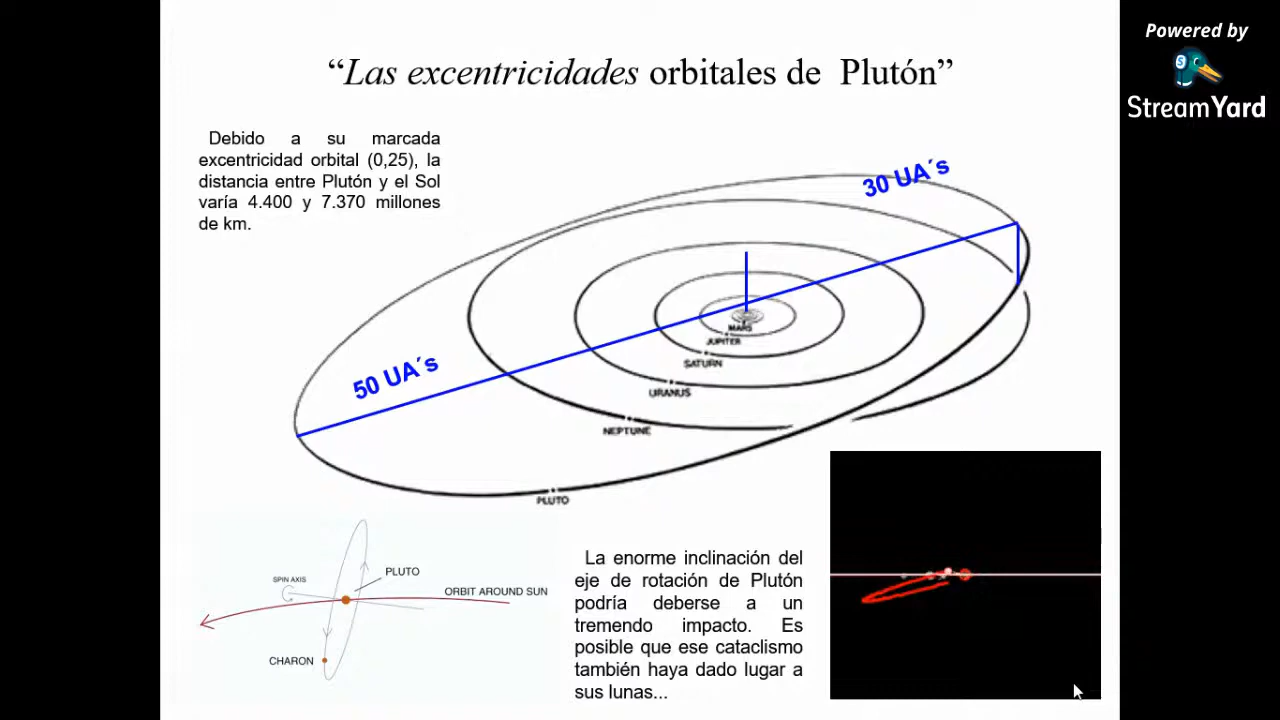 Powered by
StreamYard
“Las excentricidades orbitales de Plutón”
Debido a su marcada
excentricidad orbital (0,25), la
distancia entre Plutón y el Sol
varía 4.400 y 7.370 millones
de km.
30 UA´s
50 UA´s
MARS
JUPITER
SATURN
URANUS
NEPTUNE
PLUTO
SPIN AXIS
PLUTO
ORBIT AROUND SUN
CHARON
La enorme inclinación del
eje de rotación de Plutón
podría deberse a un
tremendo impacto. Es
posible que ese cataclismo
también haya dado lugar a
sus lunas...